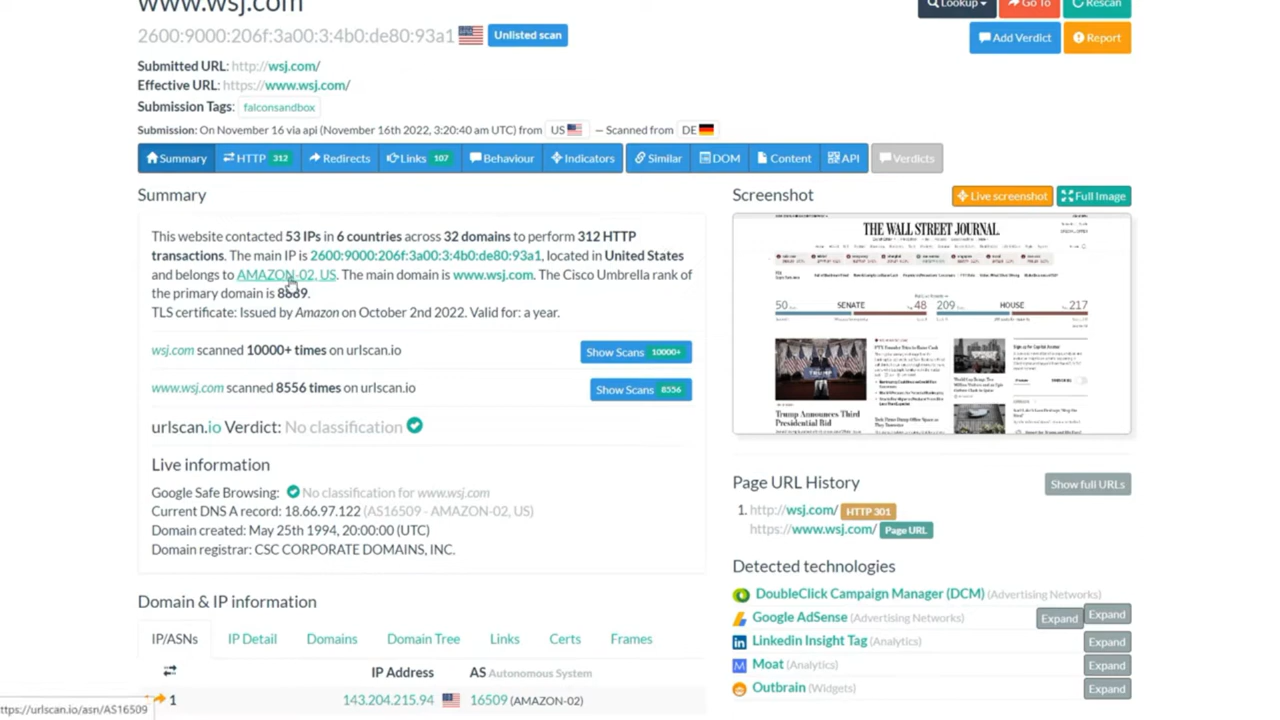 www.wsj.com
Lookup
Go To
Rescan
2600:9000:206f:3a00:3:4b0:de80:93a1
Unlisted scan
Add Verdict
Report
Submitted URL: http://wsj.com/
Effective URL: https://www.wsj.com/
Submission Tags: falconsandbox
Submission: On November 16 via api (November 16th 2022, 3:20:40 am UTC) from US — Scanned from DE
Summary HTTP 312 Redirects Links 107 Behaviour Indicators Similar DOM Content API Verdicts
Summary
This website contacted 53 IPs in 6 countries across 32 domains to perform 312 HTTP
transactions. The main IP is 2600:9000:206f:3a00:3:4b0:de80:93a1, located in United States
and belongs to AMAZON-02, US. The main domain is www.wsj.com. The Cisco Umbrella rank of
the primary domain is 8689.
TLS certificate: Issued by Amazon on October 2nd 2022. Valid for: a year.
wsj.com scanned 10000+ times on urlscan.io
Show Scans 10000+
www.wsj.com scanned 8556 times on urlscan.io
Show Scans 8556
urlscan.io Verdict: No classification
Live information
Google Safe Browsing: No classification for www.wsj.com
Current DNS A record: 18.66.97.122 (AS16509 - AMAZON-02, US)
Domain created: May 25th 1994, 20:00:00 (UTC)
Domain registrar: CSC CORPORATE DOMAINS, INC.
Domain & IP information
IP/ASNs IP Detail Domains Domain Tree Links Certs Frames
IP Address AS Autonomous System
1 143.204.215.94 16509 (AMAZON-02)
ttps://urlscan.io/asn/AS16509
Screenshot
Live screenshot
Full Image
THE WALL STREET JOURNAL.
50 SENATE 48 209 HOUSE 217
TRUMP
Trump Announces Third
Presidential Bid
Page URL History
Show full URLs
1. http://wsj.com/ HTTP 301
https://www.wsj.com/ Page URL
Detected technologies
DoubleClick Campaign Manager (DCM) (Advertising Networks)
Expand
Google AdSense (Advertising Networks)
Expand
Linkedin Insight Tag (Analytics)
Expand
Moat (Analytics)
Expand
Outbrain (Widgets)
Expand